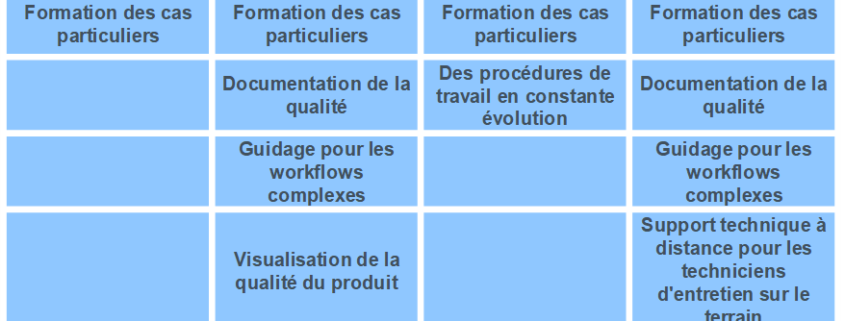 Formation des cas
particuliers
Formation des cas
particuliers
Formation des cas
particuliers
Formation des cas
particuliers
Documentation de la
qualité
Des procédures de
travail en constante
évolution
Documentation de la
qualité
Guidage pour les
workflows
complexes
Guidage pour les
workflows
complexes
Visualisation de la
qualité du produit
Support technique à
distance pour les
techniciens
d'entretien sur le
terrain